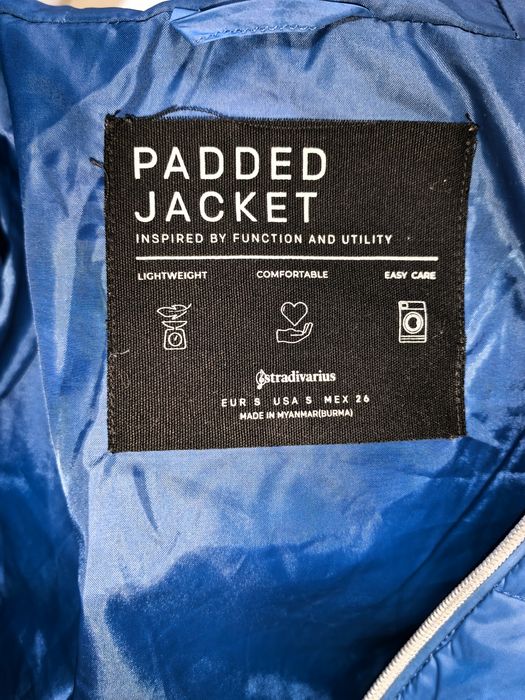 PADDED
JACKET
INSPIRED BY FUNCTION AND UTILITY
LIGHTWEIGHT COMFORTABLE EASY CARE
stradivarius
EUR S USA S MEX 26
MADE IN MYANMAR(BURMA)